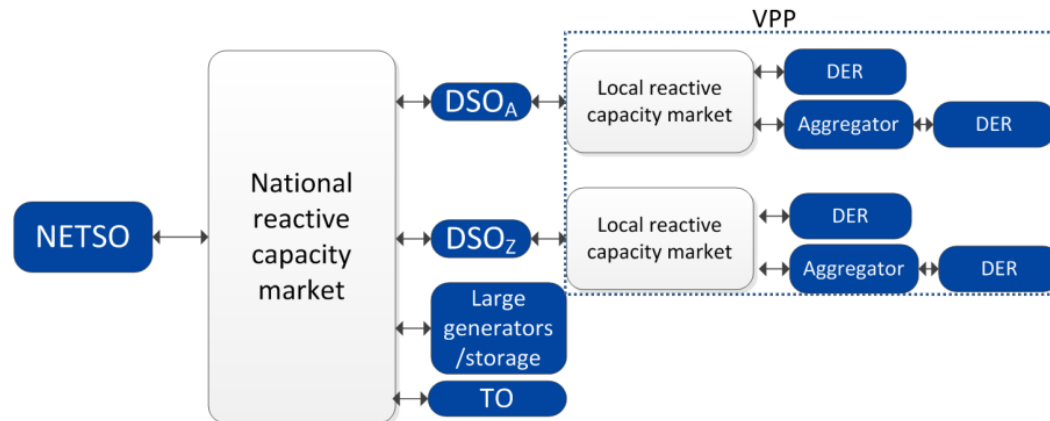 VPP
NETSO
National
reactive
capacity
market
DSO_A
Local reactive
capacity market
DER
Aggregator
DER
DSO_Z
Local reactive
capacity market
DER
Aggregator
DER
Large
generators
/storage
TO